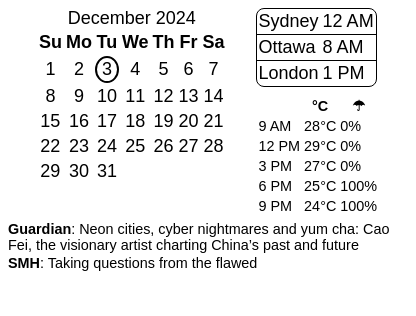 December 2024
Su Mo Tu We Th Fr Sa
1 2 3 4 5 6 7
8 9 10 11 12 13 14
15 16 17 18 19 20 21
22 23 24 25 26 27 28
29 30 31
Sydney 12 AM
Ottawa 8 AM
London 1 PM
°C ☂
9 AM 28°C 0%
12 PM 29°C 0%
3 PM 27°C 0%
6 PM 25°C 100%
9 PM 24°C 100%
Guardian: Neon cities, cyber nightmares and yum cha: Cao
Fei, the visionary artist charting China’s past and future
SMH: Taking questions from the flawed